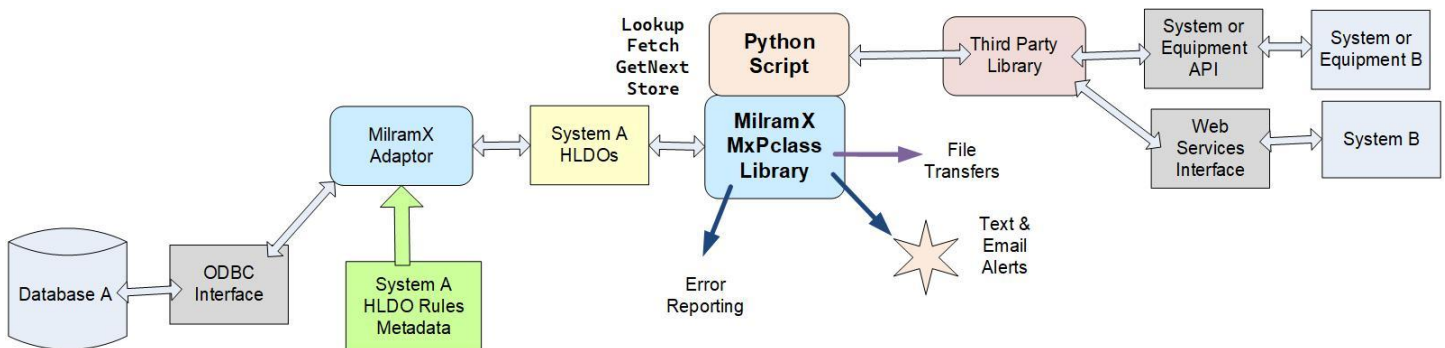 Lookup
Fetch
GetNext
Store
Python
Script
Third Party
Library
System or
Equipment
API
System or
Equipment B
MilramX
Adaptor
System A
HLDOs
MilramX
MxPclass
Library
File
Transfers
Web
Services
Interface
System B
Text &
Email
Alerts
Error
Reporting
Database A
ODBC
Interface
System A
HLDO Rules
Metadata